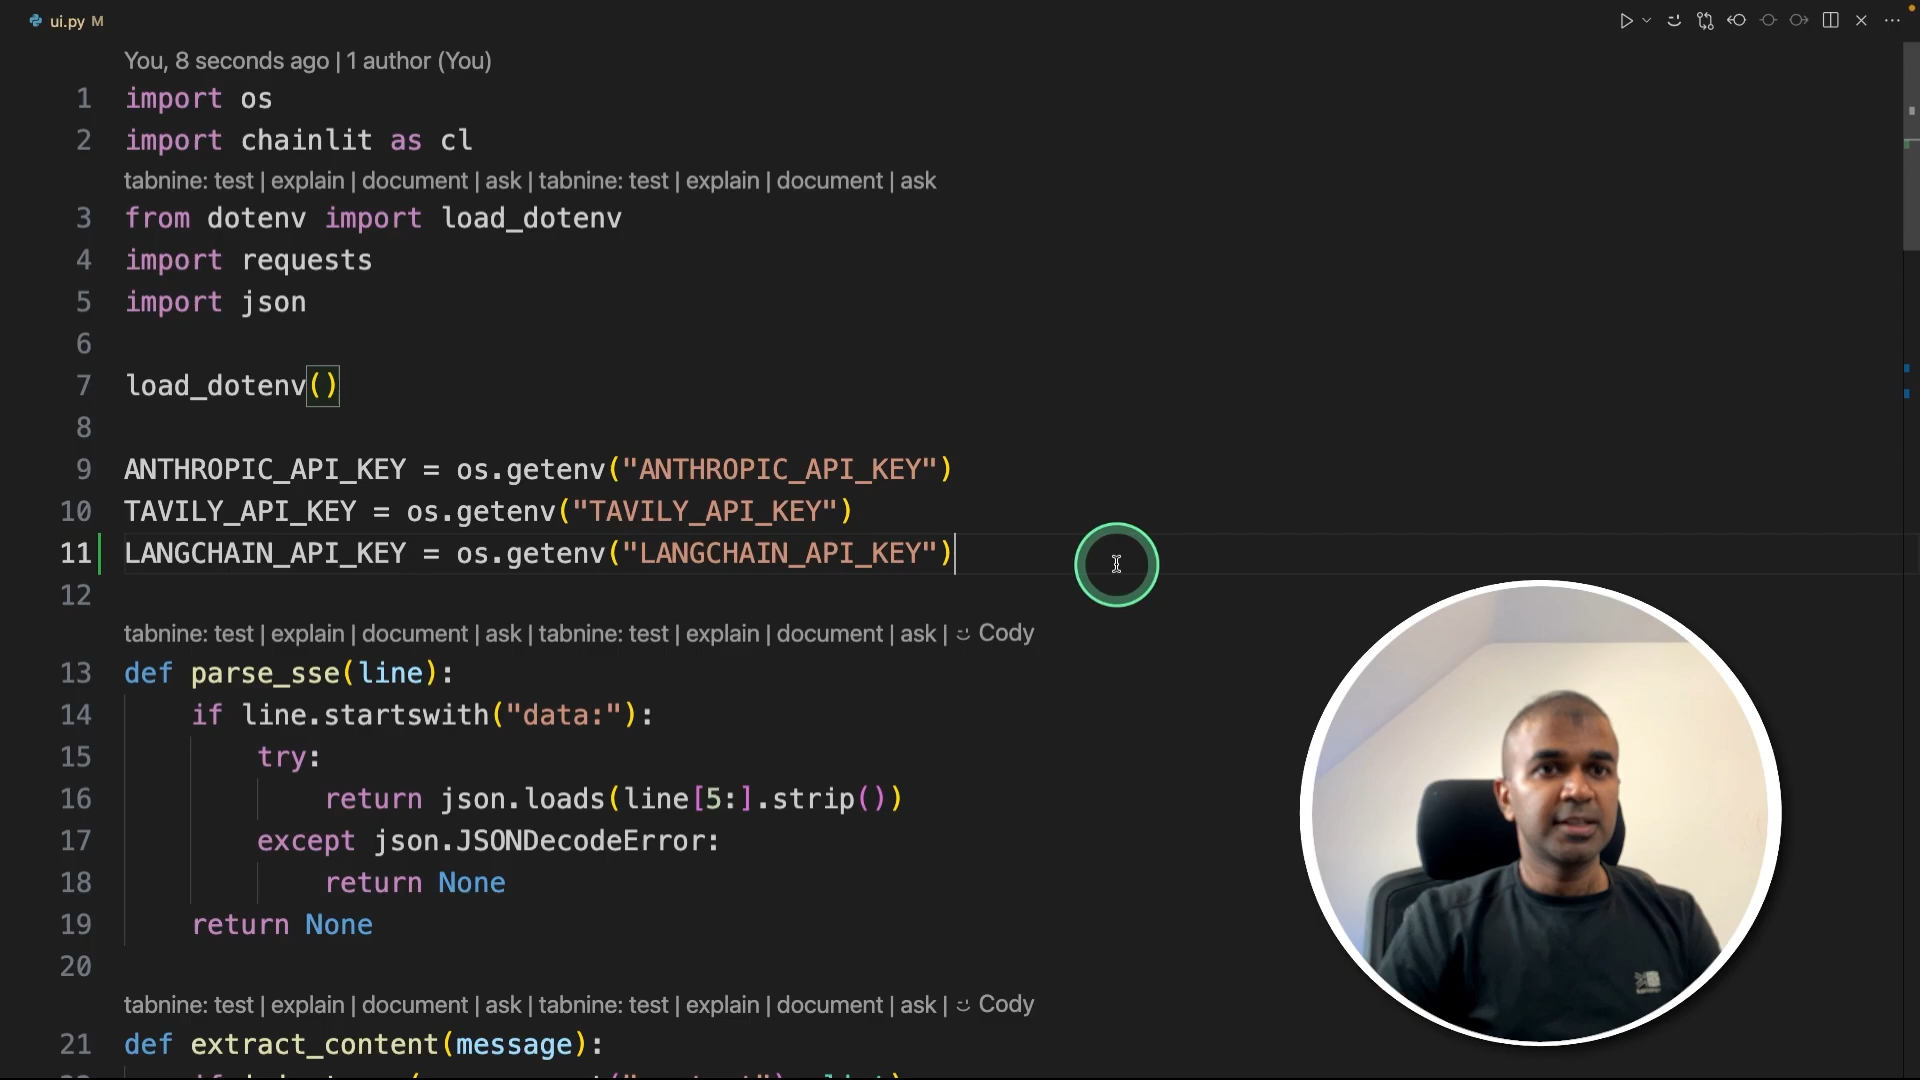 ui.py M
You, 8 seconds ago | 1 author (You)
1 import os
2 import chainlit as cl
tabnine: test | explain | document | ask | tabnine: test | explain | document | ask
3 from dotenv import load_dotenv
4 import requests
5 import json
6
7 load_dotenv()
8
9 ANTHROPIC_API_KEY = os.getenv("ANTHROPIC_API_KEY")
10 TAVILY_API_KEY = os.getenv("TAVILY_API_KEY")
11 LANGCHAIN_API_KEY = os.getenv("LANGCHAIN_API_KEY")
12
tabnine: test | explain | document | ask | tabnine: test | explain | document | ask | Cody
13 def parse_sse(line):
14 if line.startswith("data:"):
15 try:
16 return json.loads(line[5:].strip())
17 except json.JSONDecodeError:
18 return None
19 return None
20
tabnine: test | explain | document | ask | tabnine: test | explain | document | ask | Cody
21 def extract_content(message):